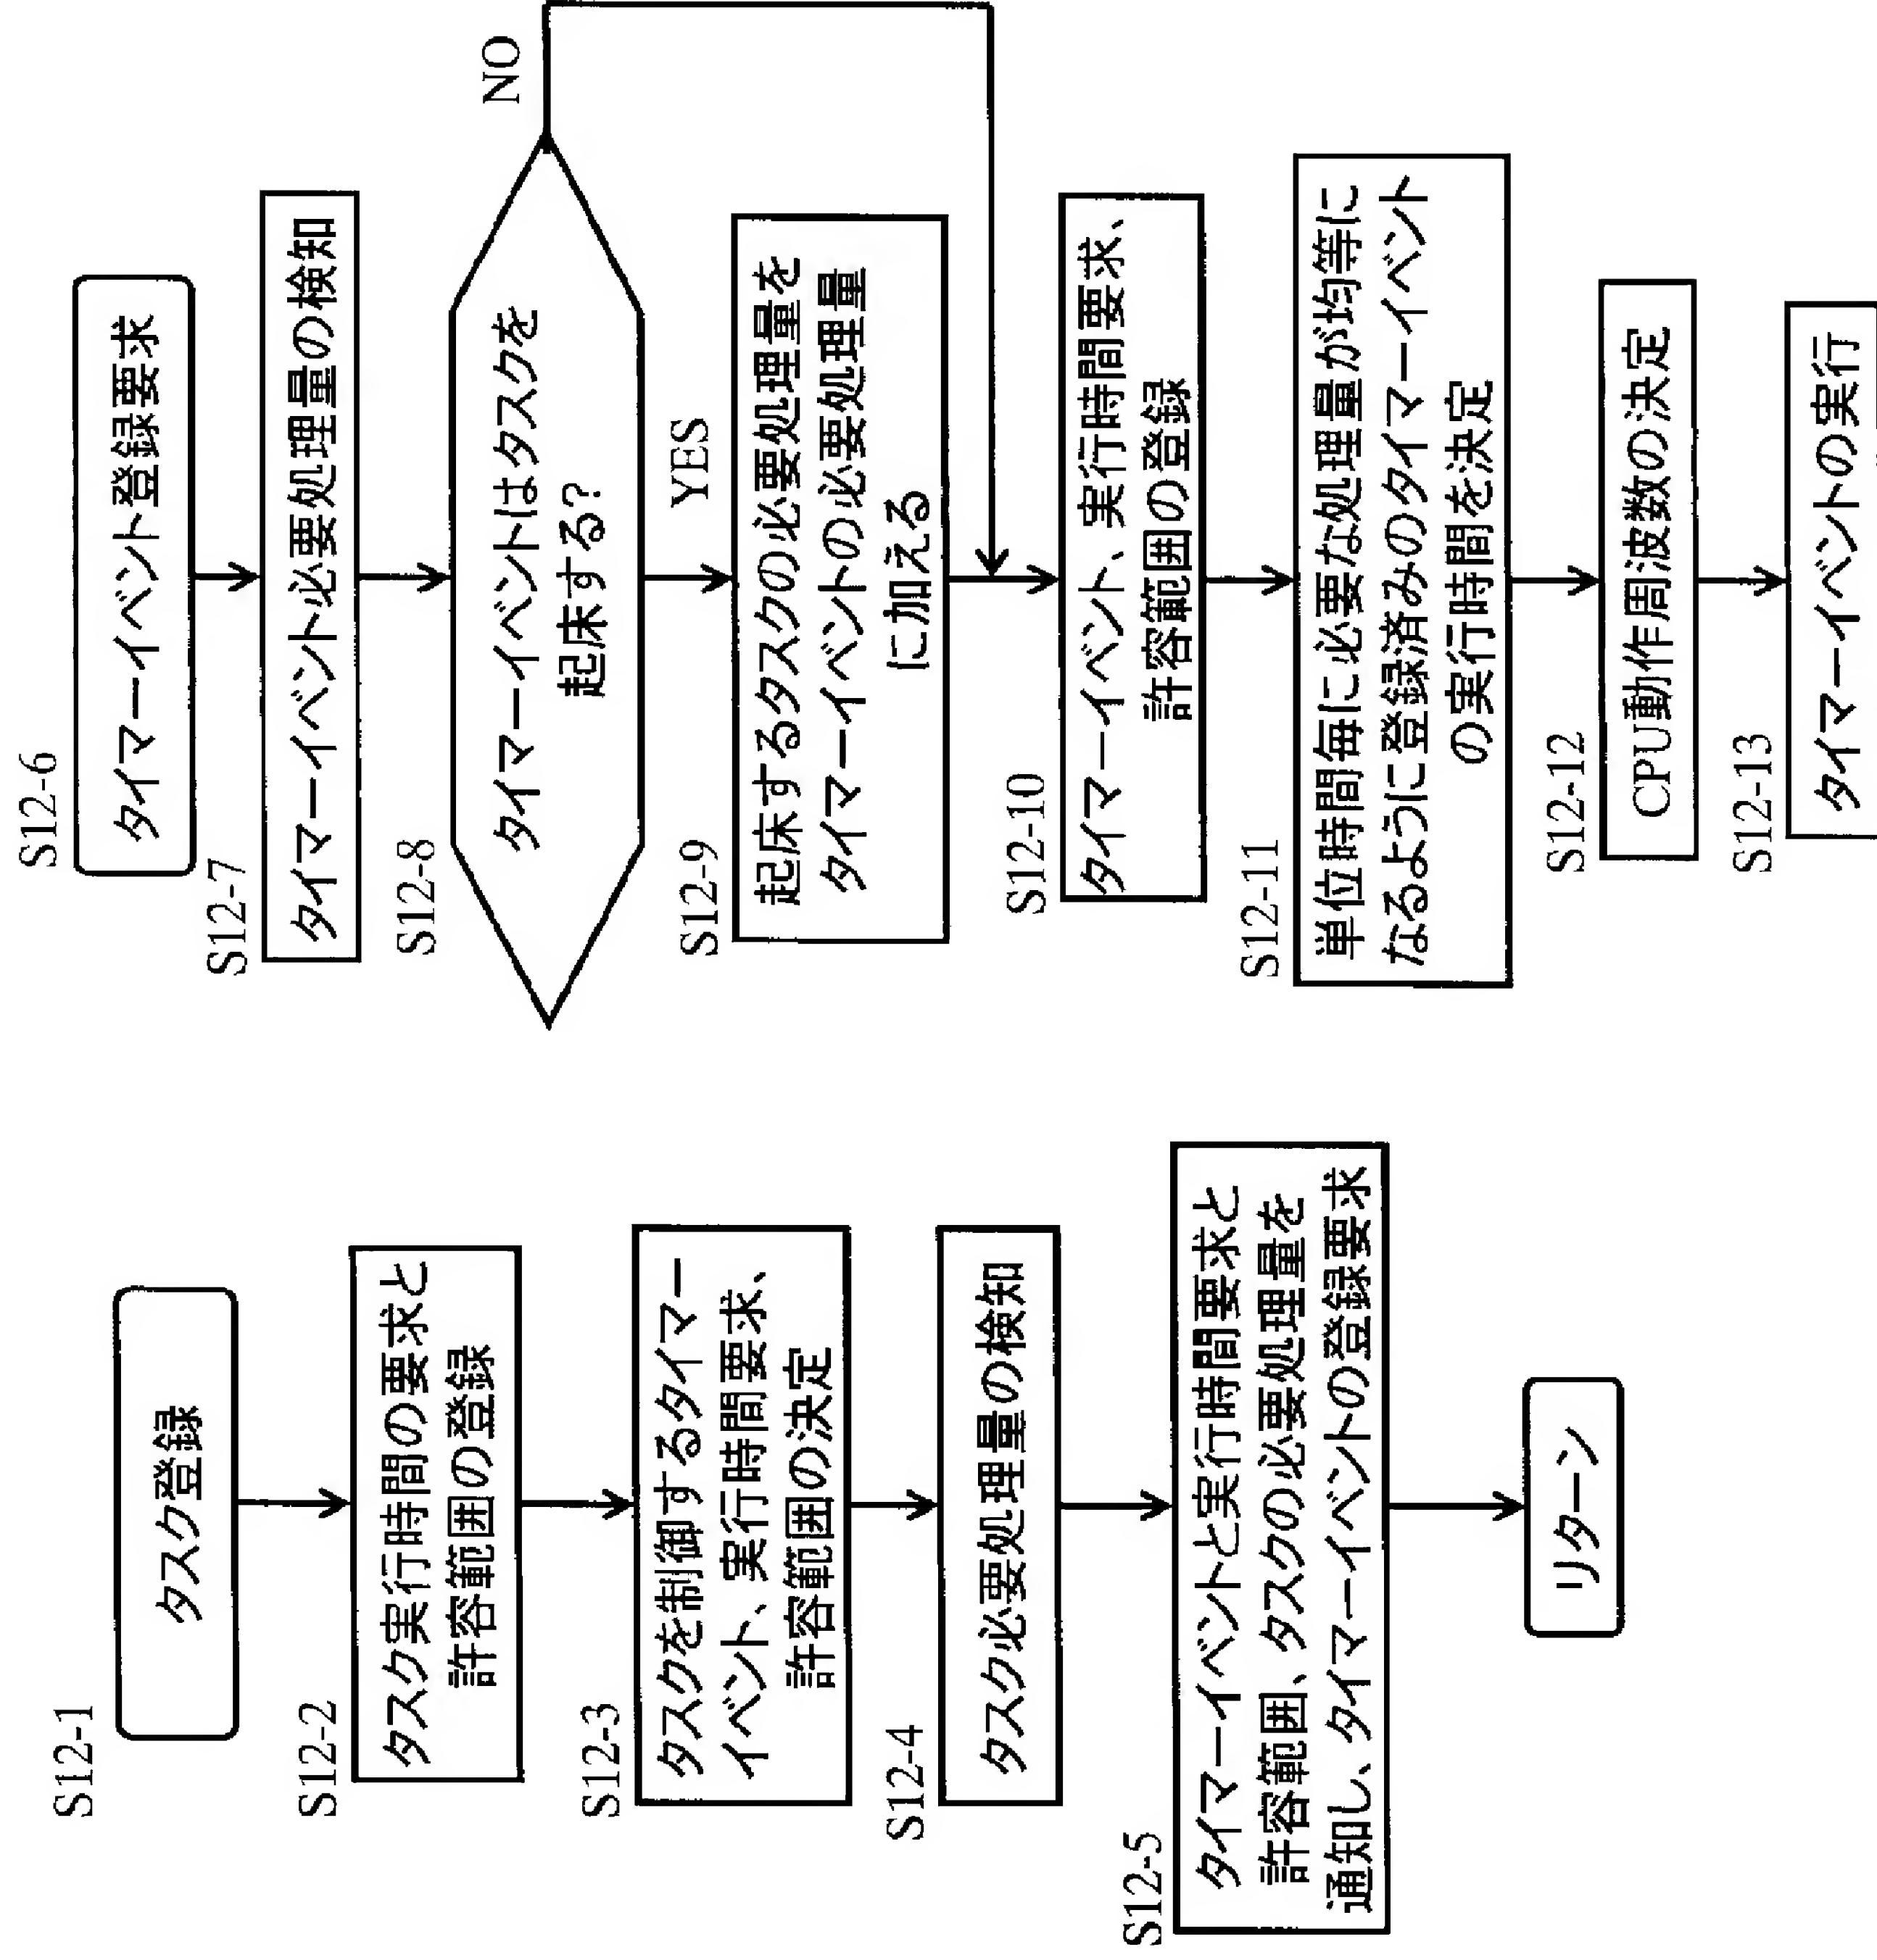 S12-1
タスク登録
S12-2
タスク実行時間の要求と
許容範囲の登録
S12-3
タスクを制御するタイマー
イベント、実行時間要求、
許容範囲の決定
S12-4
タスク必要処理量の検知
S12-5
タイマーイベントと実行時間要求と
許容範囲、タスクの必要処理量を
通知し、タイマーイベントの登録要求
リターン
S12-6
タイマーイベント登録要求
S12-7
タイマーイベント必要処理量の検知
S12-8
タイマーイベントはタスクを
起床する?
NO
YES
S12-9
起床するタスクの必要処理量を
タイマーイベントの必要処理量
に加える
S12-10
タイマーイベント、実行時間要求、
許容範囲の登録
S12-11
単位時間毎に必要な処理量が均等に
なるように登録済みのタイマーイベント
の実行時間を決定
S12-12
CPU動作周波数の決定
S12-13
タイマーイベントの実行